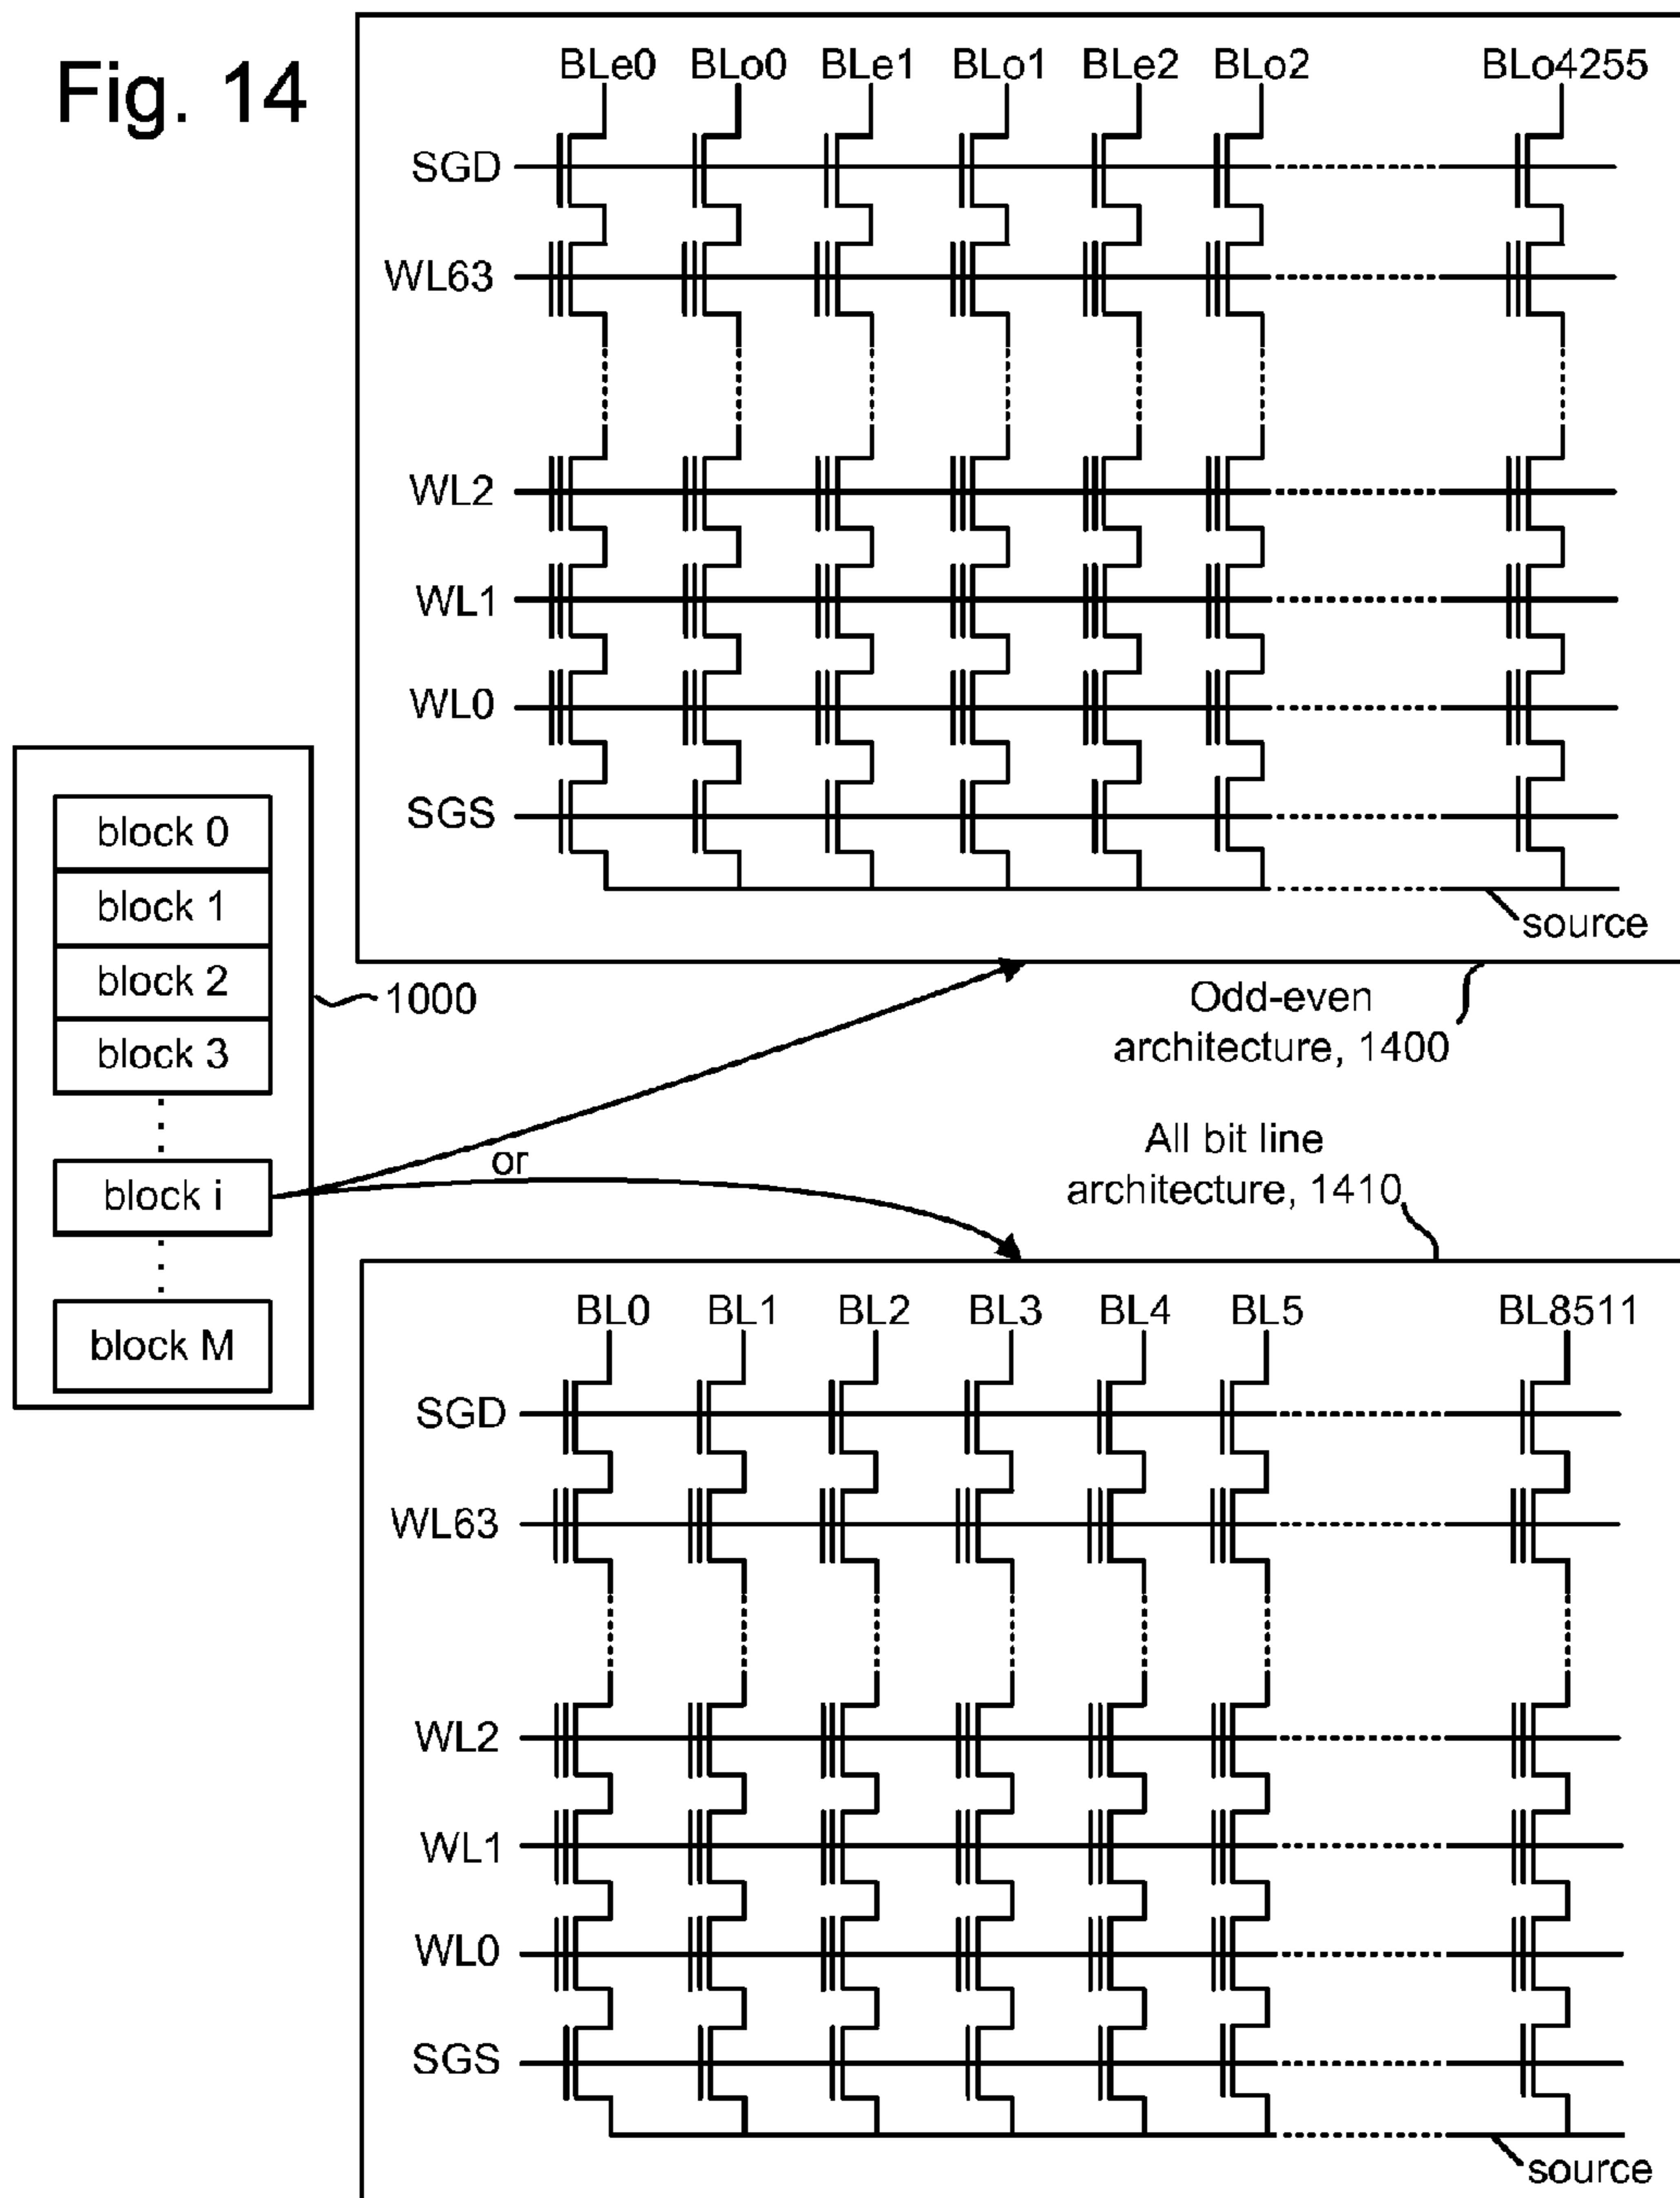 Fig. 14
BLe0 BLo0 BLe1 BLo1 BLe2 BLo2 BLo4255
SGD
WL63
WL2
WL1
WL0
SGS
source
block 0
block 1
block 2
block 3
block i
block M
1000
or
Odd-even
architecture, 1400
All bit line
architecture, 1410
BL0 BL1 BL2 BL3 BL4 BL5 BL8511
SGD
WL63
WL2
WL1
WL0
SGS
source